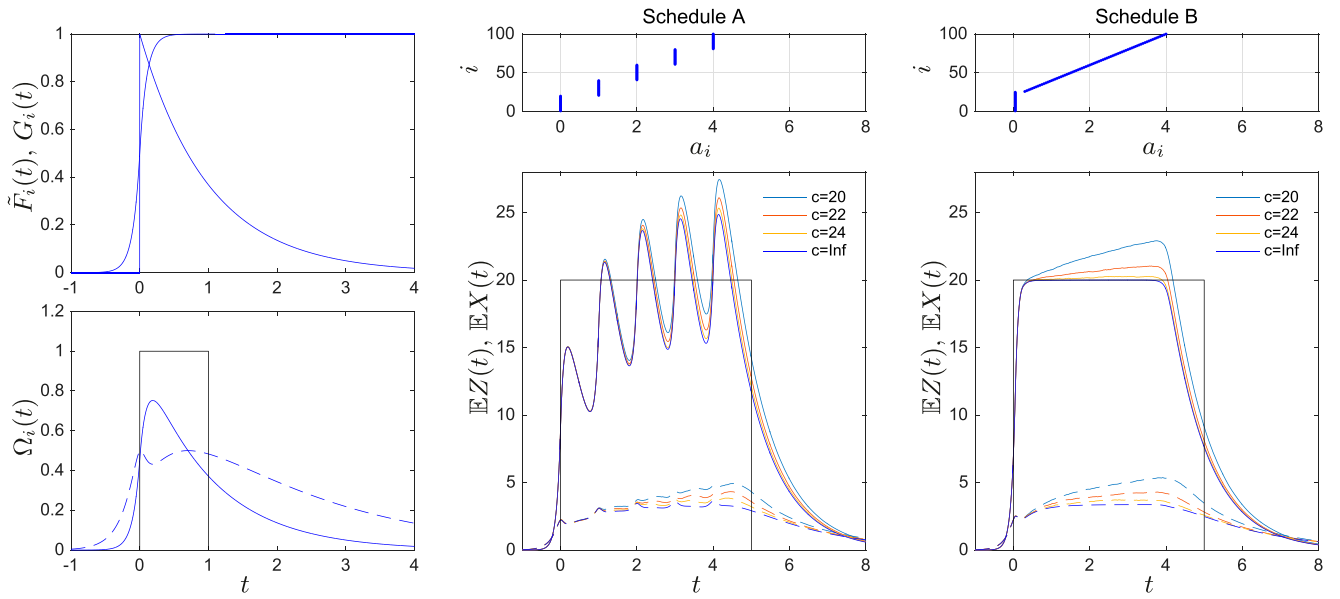 F̃ᵢ(t), Gᵢ(t)
1
0.8
0.6
0.4
0.2
0
-1 0 1 2 3 4
Ωᵢ(t)
1.2
1
0.8
0.6
0.4
0.2
0
-1 0 1 2 3 4
t
Schedule A
i
100
50
0
0 2 4 6 8
aᵢ
𝔼Z(t), 𝔼X(t)
25
20
15
10
5
0
0 2 4 6 8
t
c=20
c=22
c=24
c=Inf
Schedule B
i
100
50
0
0 2 4 6 8
aᵢ
𝔼Z(t), 𝔼X(t)
25
20
15
10
5
0
0 2 4 6 8
t
c=20
c=22
c=24
c=Inf